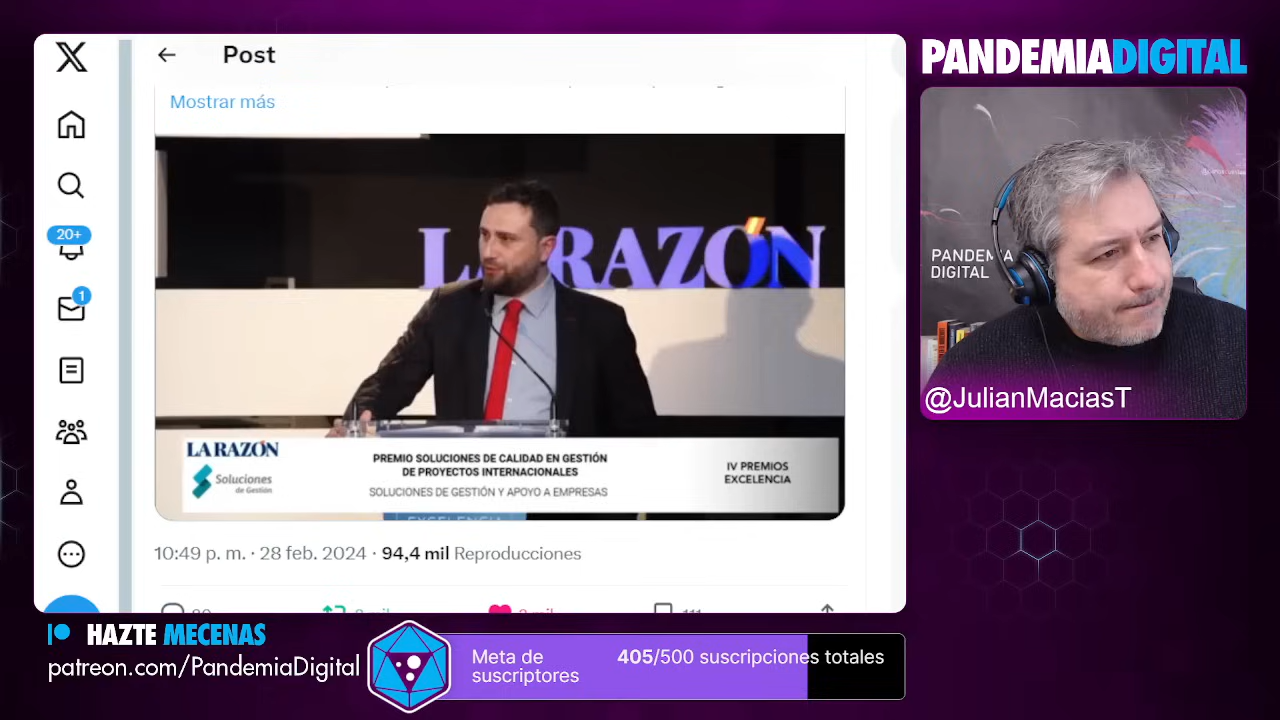 Post
PANDEMIADIGITAL
Mostrar más
20+
LA RAZÓN
1
PANDEMIA
DIGITAL
@JulianMaciasT
LA RAZÓN
Soluciones
de Gestión
PREMIO SOLUCIONES DE CALIDAD EN GESTIÓN
DE PROYECTOS INTERNACIONALES
SOLUCIONES DE GESTIÓN Y APOYO A EMPRESAS
IV PREMIOS
EXCELENCIA
EXCELENCIA
10:49 p. m. · 28 feb. 2024 · 94,4 mil Reproducciones
HAZTE MECENAS
patreon.com/PandemiaDigital
Meta de
suscriptores
405/500 suscripciones totales